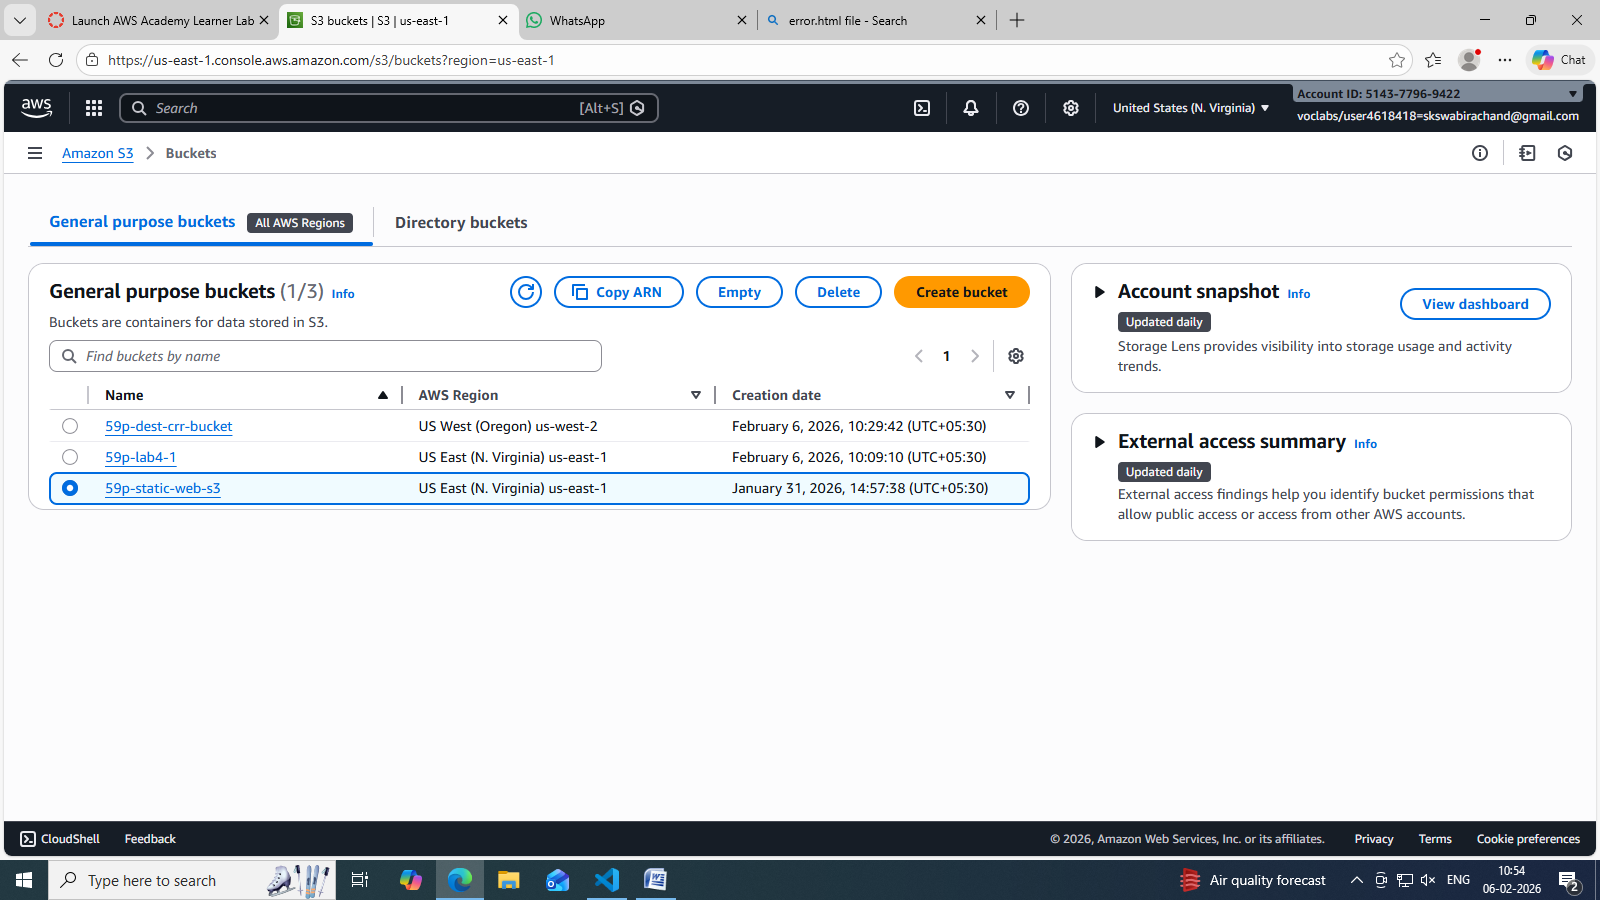 Launch AWS Academy Learner Lab
S3 buckets | S3 | us-east-1
WhatsApp
error.html file - Search
https://us-east-1.console.aws.amazon.com/s3/buckets?region=us-east-1
Chat
aws
Search
[Alt+S]
United States (N. Virginia)
Account ID: 5143-7796-9422
voclabs/user4618418=skswabirachand@gmail.com
Amazon S3
Buckets
General purpose buckets
All AWS Regions
Directory buckets
General purpose buckets (1/3) Info
Copy ARN
Empty
Delete
Create bucket
Buckets are containers for data stored in S3.
Find buckets by name
1
Name
AWS Region
Creation date
59p-dest-crr-bucket
US West (Oregon) us-west-2
February 6, 2026, 10:29:42 (UTC+05:30)
59p-lab4-1
US East (N. Virginia) us-east-1
February 6, 2026, 10:09:10 (UTC+05:30)
59p-static-web-s3
US East (N. Virginia) us-east-1
January 31, 2026, 14:57:38 (UTC+05:30)
Account snapshot Info
View dashboard
Updated daily
Storage Lens provides visibility into storage usage and activity
trends.
External access summary Info
Updated daily
External access findings help you identify bucket permissions that
allow public access or access from other AWS accounts.
CloudShell
Feedback
© 2026, Amazon Web Services, Inc. or its affiliates.
Privacy
Terms
Cookie preferences
Type here to search
Air quality forecast
ENG
10:54
06-02-2026
2